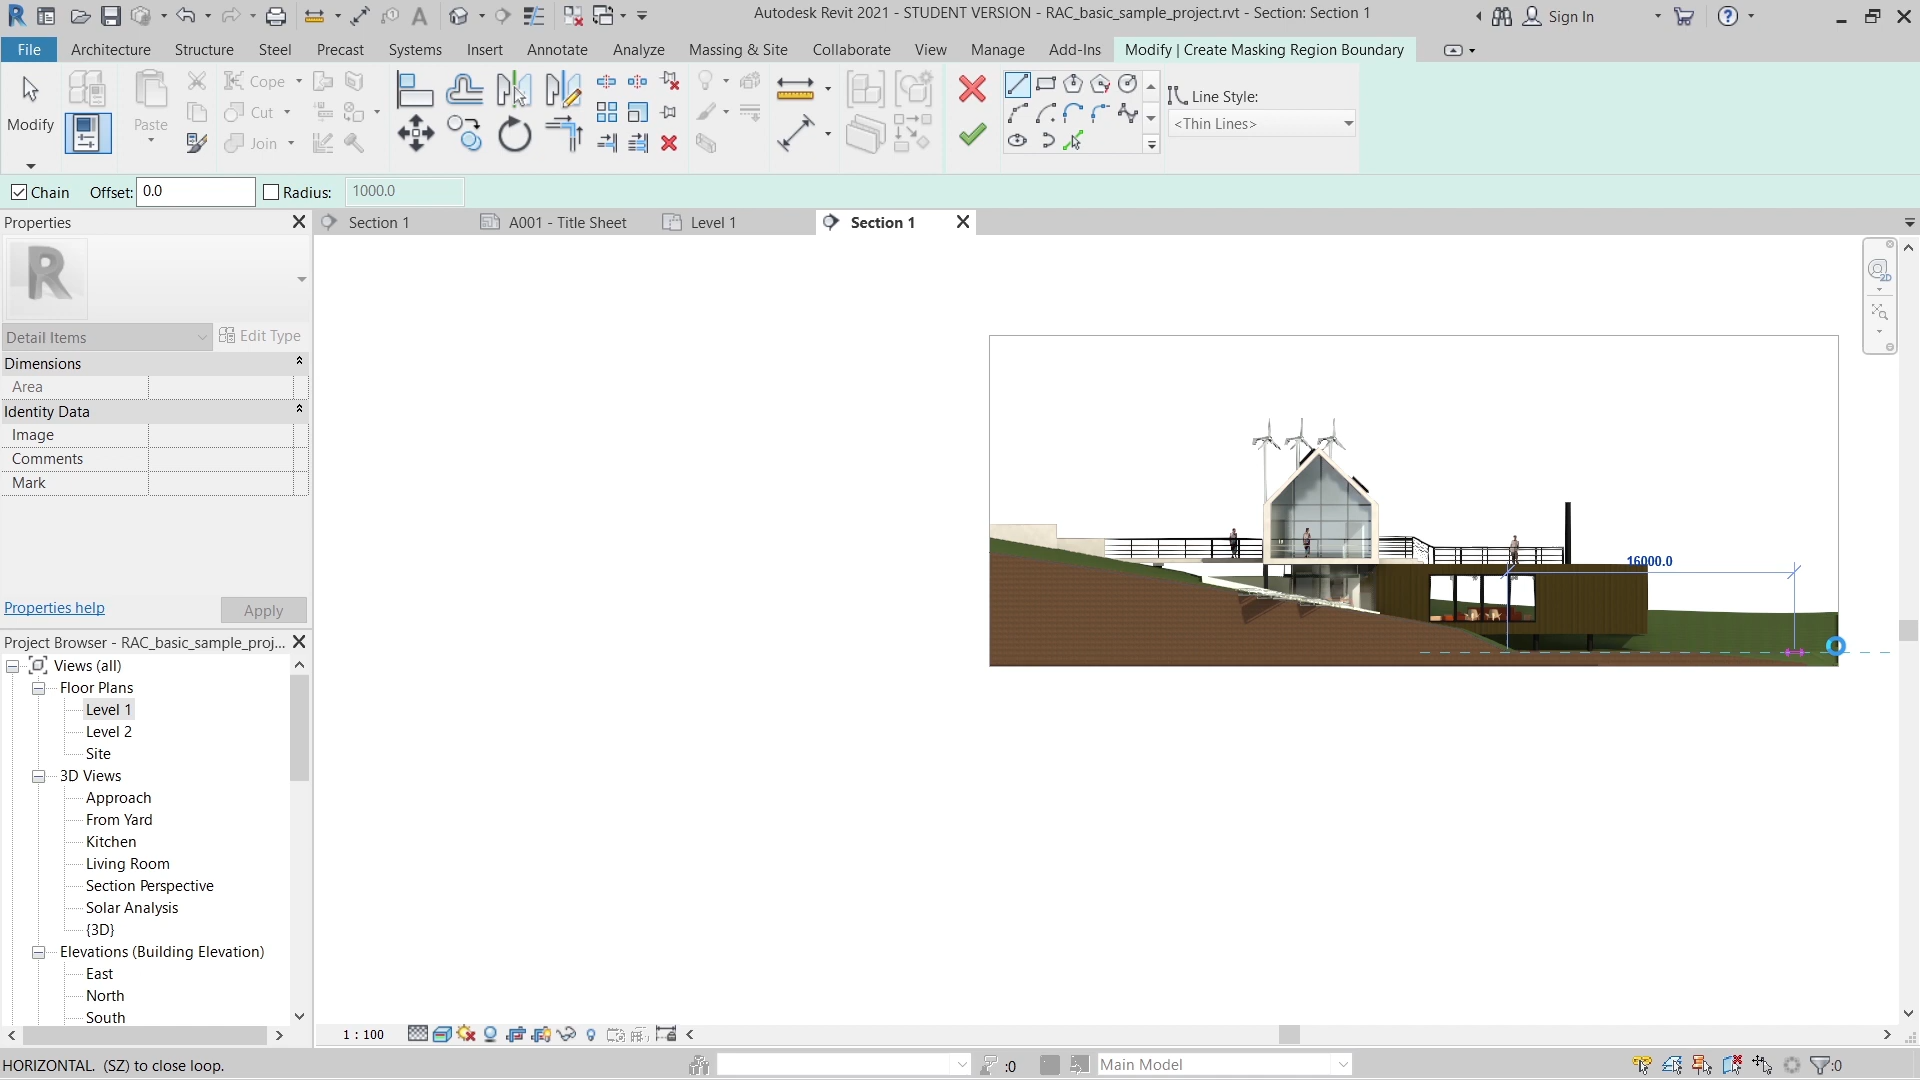 Autodesk Revit 2021 - STUDENT VERSION - RAC_basic_sample_project.rvt - Section: Section 1
Sign In
File Architecture Structure Steel Precast Systems Insert Annotate Analyze Massing & Site Collaborate View Manage Add-Ins Modify | Create Masking Region Boundary
Modify
Paste
Cope
Cut
Join
Line Style:
<Thin Lines>
Chain Offset: 0.0 Radius: 1000.0
Properties
Section 1 A001 - Title Sheet Level 1 Section 1
R
Detail Items Edit Type
Dimensions
Area
Identity Data
Image
Comments
Mark
Properties help Apply
16000.0
2D
Project Browser - RAC_basic_sample_proj...
Views (all)
Floor Plans
Level 1
Level 2
Site
3D Views
Approach
From Yard
Kitchen
Living Room
Section Perspective
Solar Analysis
{3D}
Elevations (Building Elevation)
East
North
South
1 : 100
HORIZONTAL. (SZ) to close loop.
:0
Main Model
:0